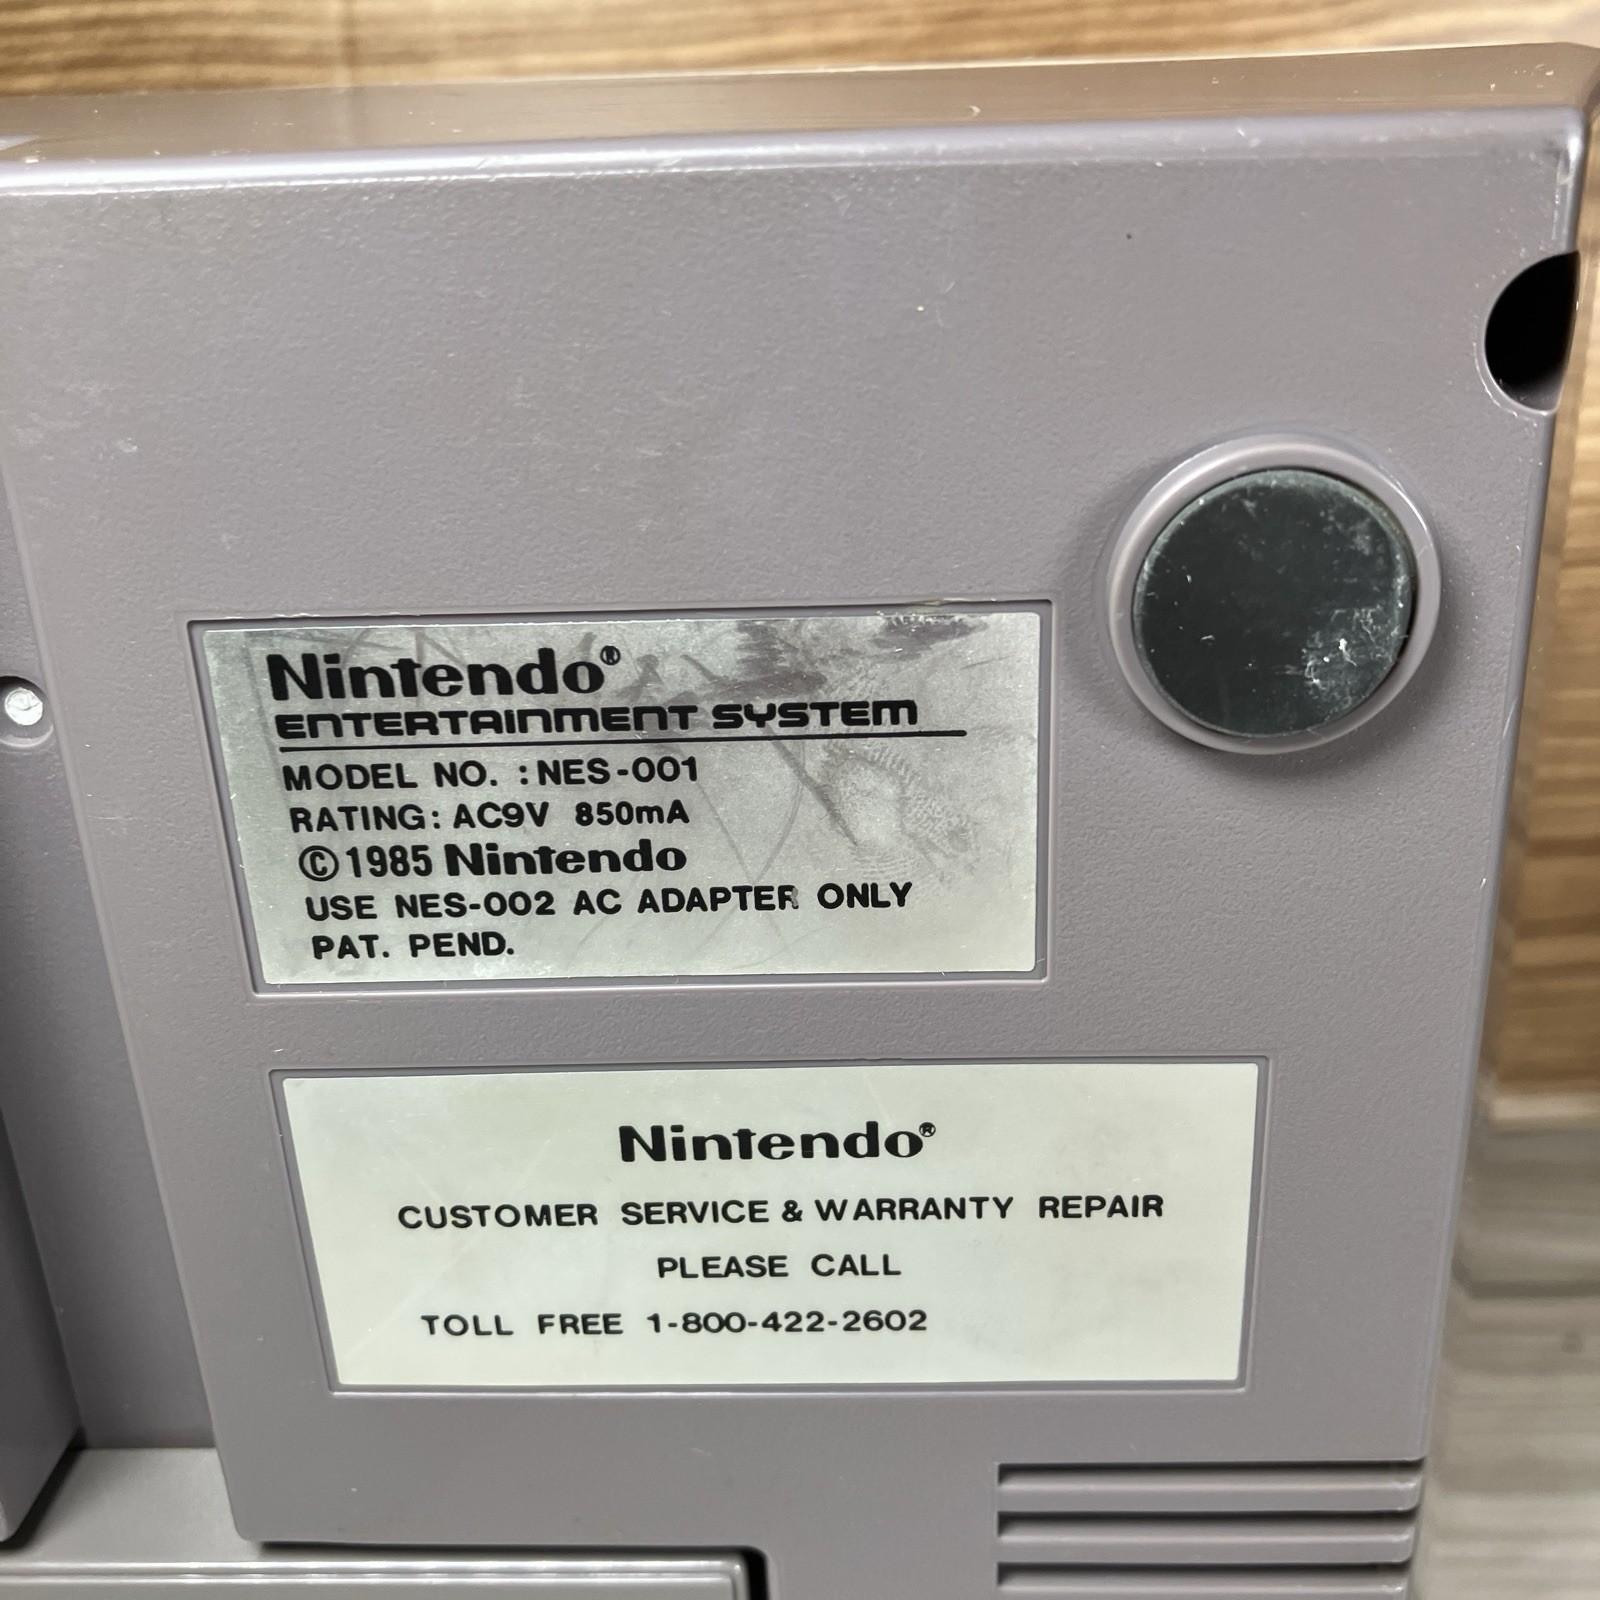 Nintendo®
ENTERTAINMENT SYSTEM
MODEL NO. : NES-001
RATING: AC9V 850mA
©1985 Nintendo
USE NES-002 AC ADAPTER ONLY
PAT. PEND.
Nintendo®
CUSTOMER SERVICE & WARRANTY REPAIR
PLEASE CALL
TOLL FREE 1-800-422-2602